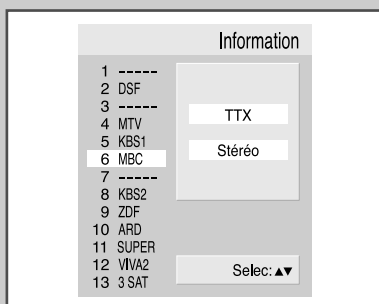 Information
1 -----
2 DSF
3 -----
4 MTV
5 KBS1
6 MBC
7 -----
8 KBS2
9 ZDF
10 ARD
11 SUPER
12 VIVA2
13 3 SAT
TTX
Stéréo
Selec:▲▼